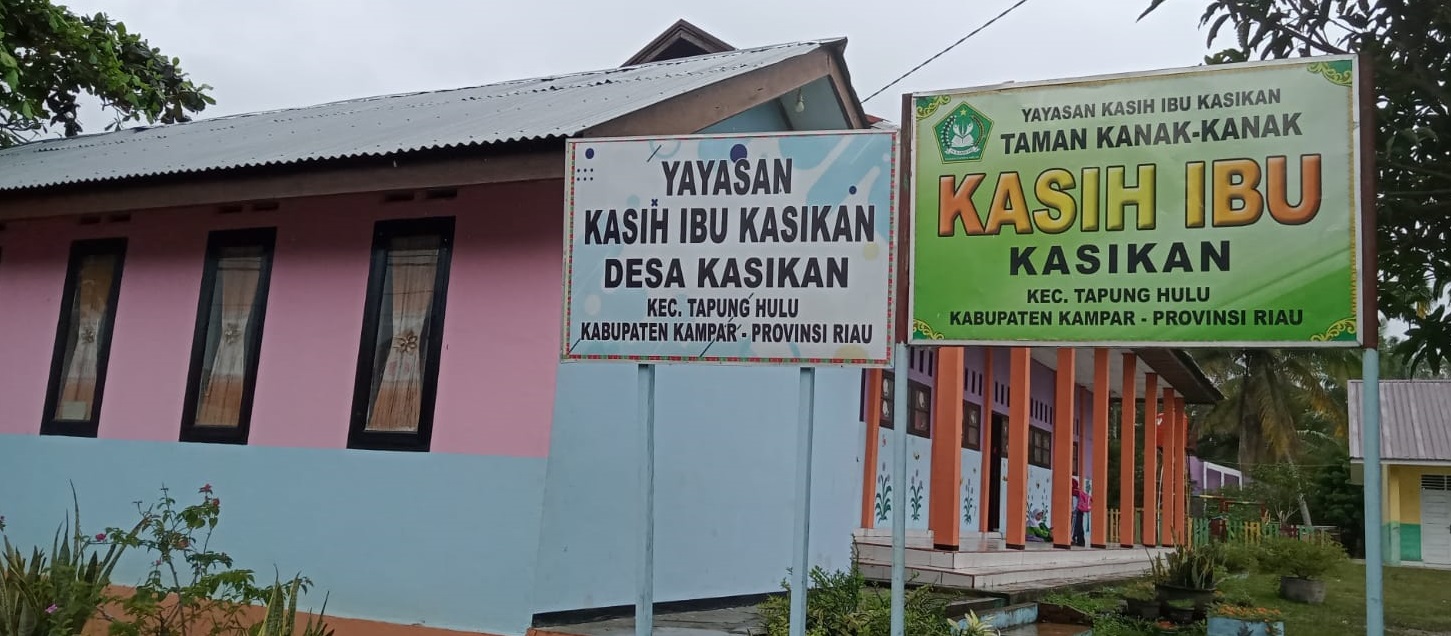 YAYASAN
KASIH IBU KASIKAN
DESA KASIKAN
KEC. TAPUNG HULU
KABUPATEN KAMPAR - PROVINSI RIAU
YAYASAN KASIH IBU KASIKAN
TAMAN KANAK-KANAK
KASIH IBU
KASIKAN
KEC. TAPUNG HULU
KABUPATEN KAMPAR - PROVINSI RIAU